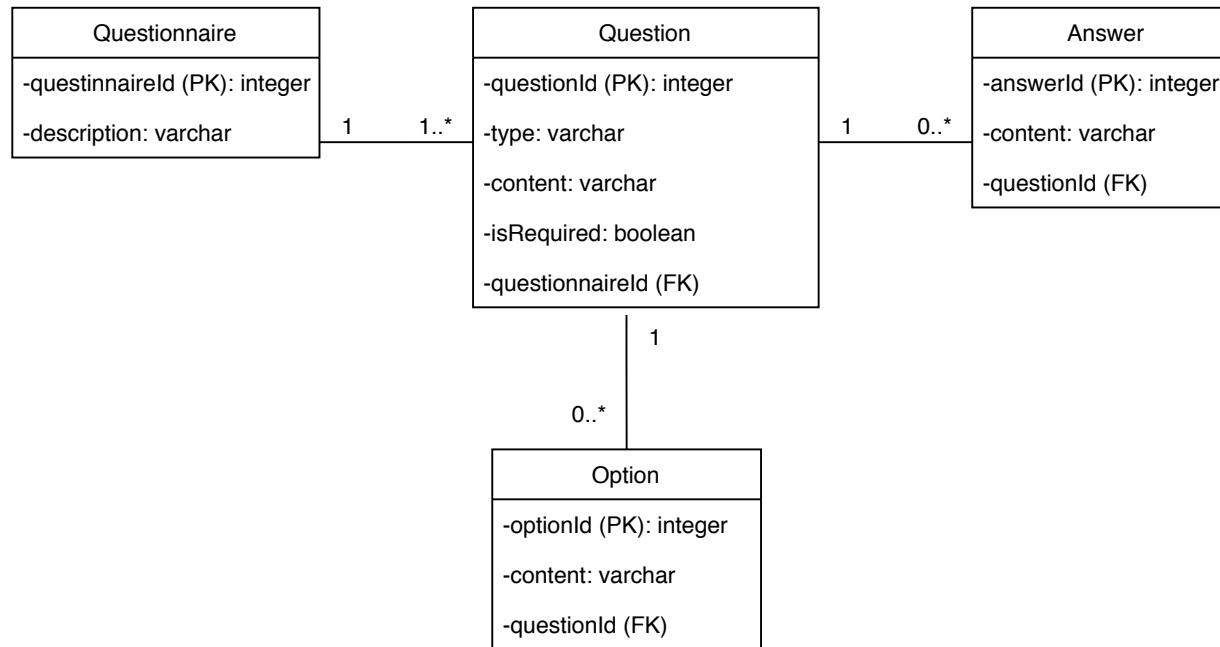 Questionnaire
-questinnaireId (PK): integer
-description: varchar
1
1..*
Question
-questionId (PK): integer
-type: varchar
-content: varchar
-isRequired: boolean
-questionnaireId (FK)
1
0..*
Answer
-answerId (PK): integer
-content: varchar
-questionId (FK)
1
0..*
Option
-optionId (PK): integer
-content: varchar
-questionId (FK)